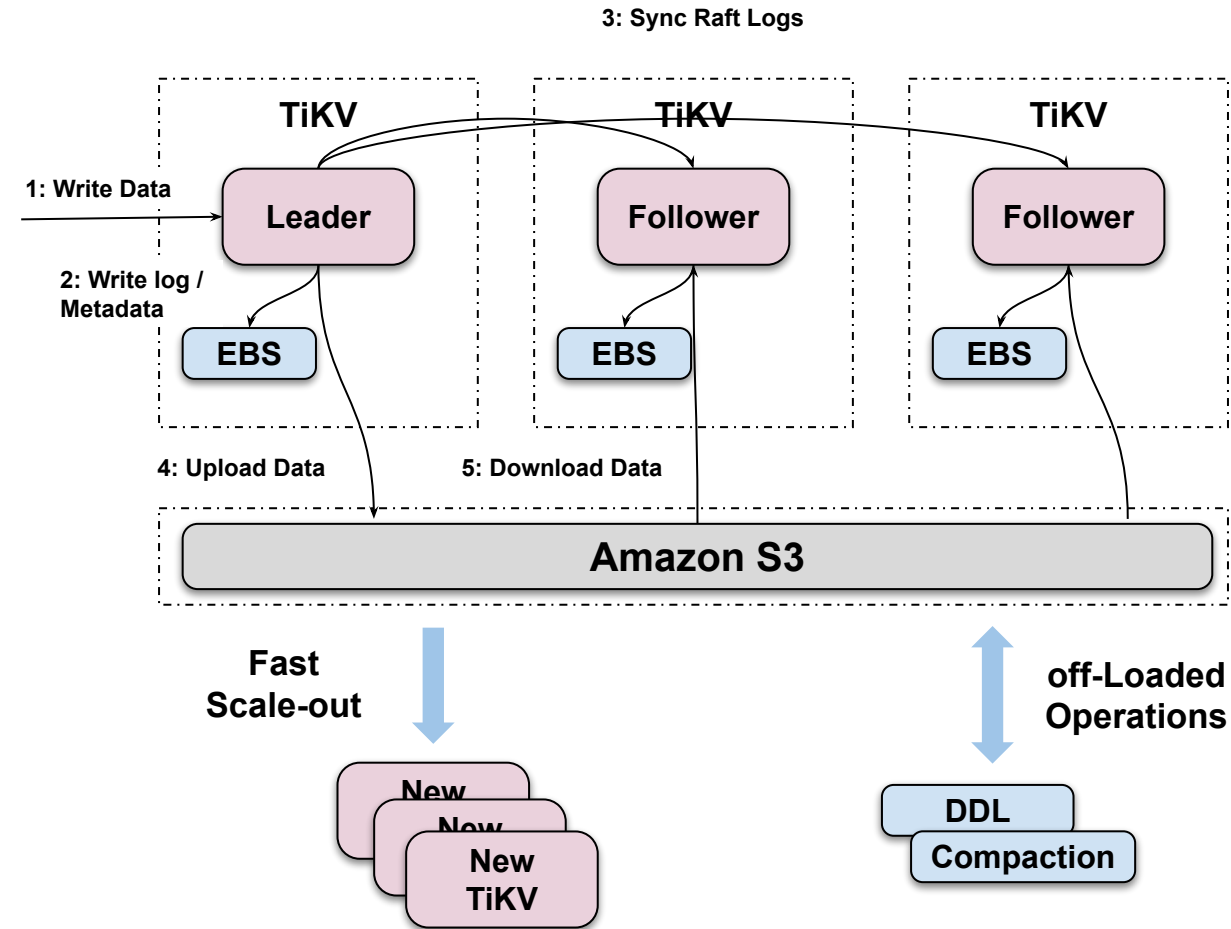 3: Sync Raft Logs
TiKV
TiKV
TiKV
1: Write Data
Leader
Follower
Follower
2: Write log /
Metadata
EBS
EBS
EBS
4: Upload Data
5: Download Data
Amazon S3
Fast
Scale-out
off-Loaded
Operations
New
New
New
TiKV
DDL
Compaction